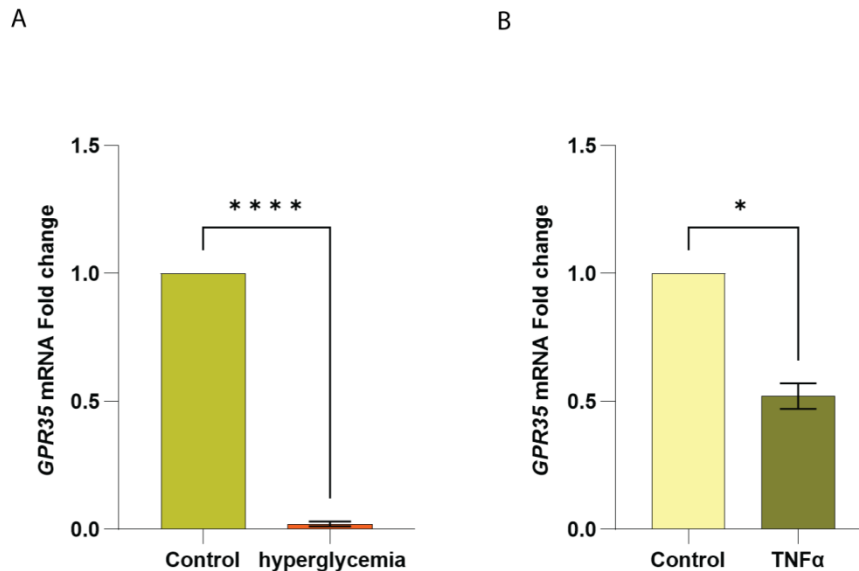 A
GPR35 mRNA Fold change
1.5
1.0
0.5
0.0
****
Control hyperglycemia
B
GPR35 mRNA Fold change
1.5
1.0
0.5
0.0
*
Control TNFα